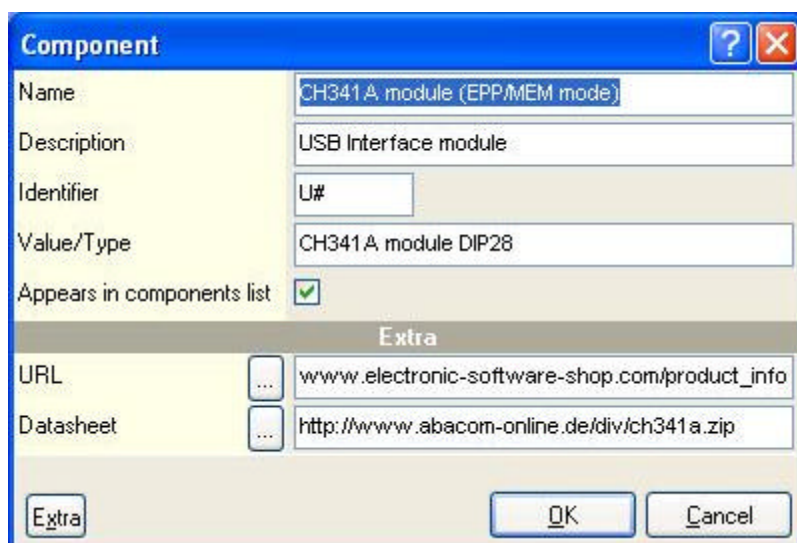 Component
Name CH341A module (EPP/MEM mode)
Description USB Interface module
Identifier U#
Value/Type CH341A module DIP28
Appears in components list
Extra
URL ... www.electronic-software-shop.com/product_info
Datasheet ... http://www.abacom-online.de/div/ch341a.zip
Extra OK Cancel